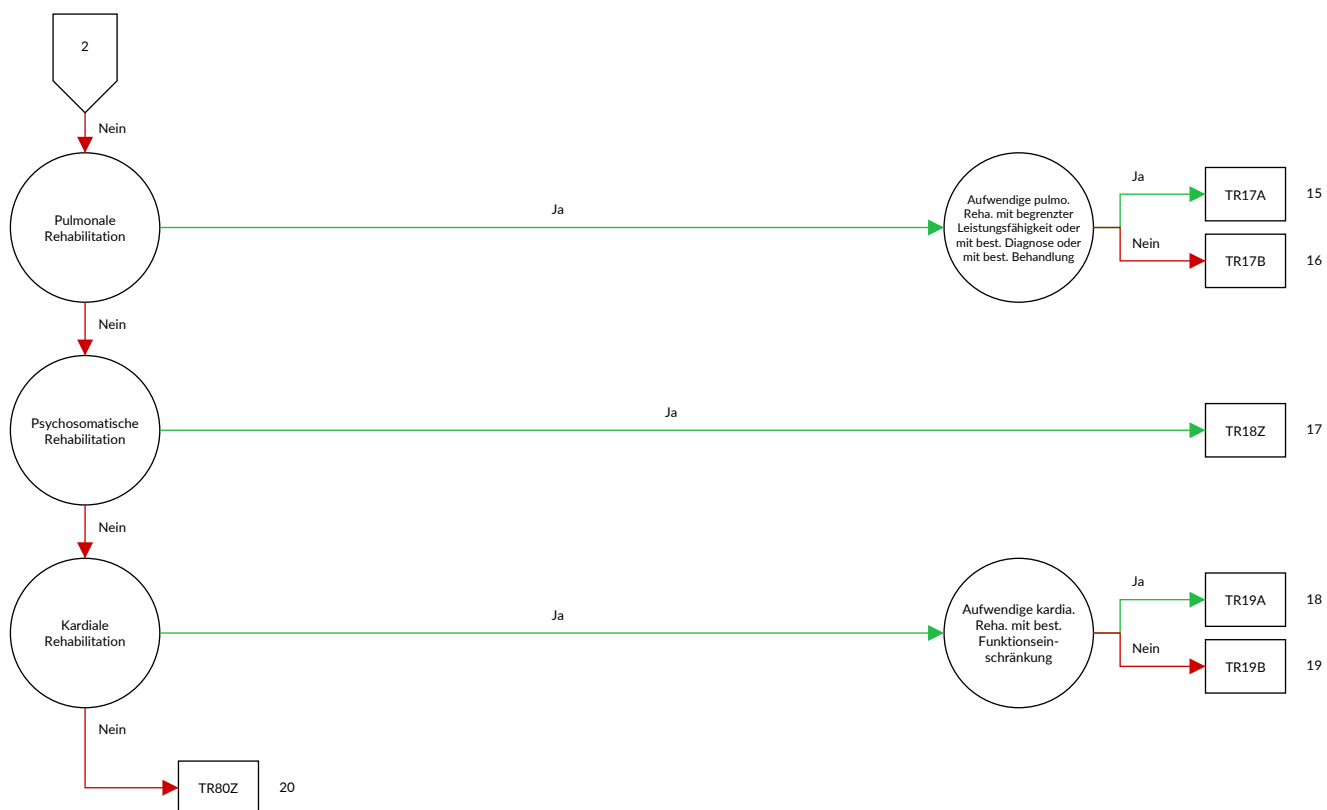 2
Nein
Pulmonale
Rehabilitation
Ja
Aufwendige pulmo.
Reha. mit begrenzter
Leistungsfähigkeit oder
mit best. Diagnose oder
mit best. Behandlung
Ja
TR17A
15
Nein
TR17B
16
Nein
Psychosomatische
Rehabilitation
Ja
TR18Z
17
Nein
Kardiale
Rehabilitation
Ja
Aufwendige kardia.
Reha. mit best.
Funktionsein-
schränkung
Ja
TR19A
18
Nein
TR19B
19
Nein
TR80Z
20